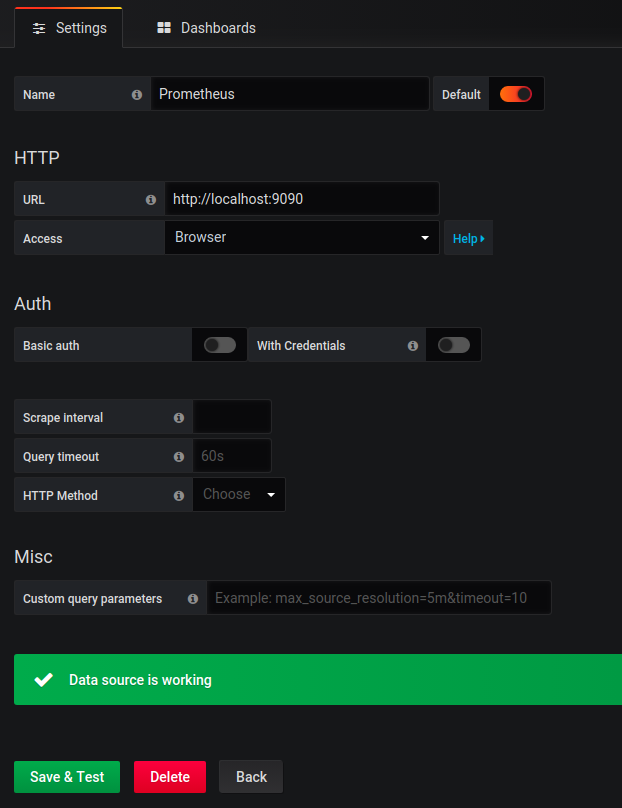 Settings Dashboards
Name Prometheus Default
HTTP
URL http://localhost:9090
Access Browser Help
Auth
Basic auth With Credentials
Scrape interval
Query timeout 60s
HTTP Method Choose
Misc
Custom query parameters Example: max_source_resolution=5m&timeout=10
Data source is working
Save & Test Delete Back